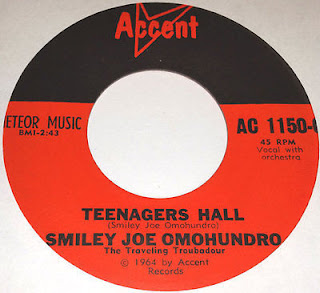 Accent
METEOR MUSIC
BMI-2:43
AC 1150-
45 RPM
Vocal with
orchestra
TEENAGERS HALL
(Smiley Joe Omohundro)
SMILEY JOE OMOHUNDRO
The Traveling Troubadour
© 1964 by Accent
Records